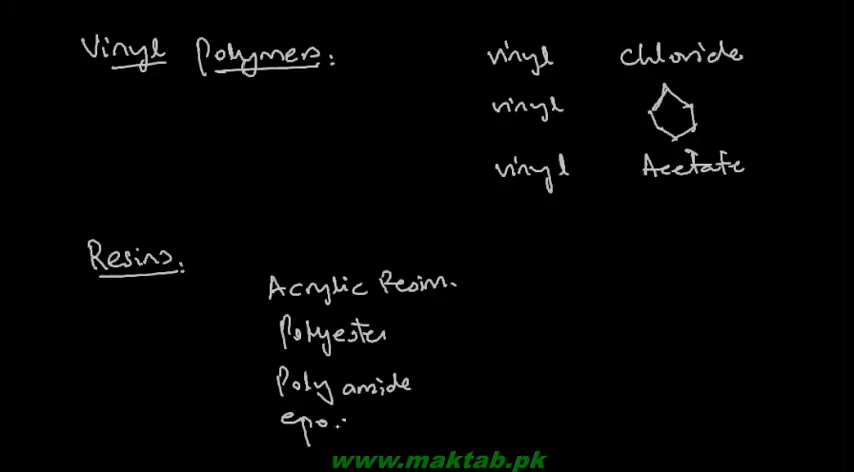 Vinyl Polymers:
vinyl chloride
vinyl
vinyl Acetate
Resins:
Acrylic Resin.
Polyester
Poly amide
epo
www.maktab.pk